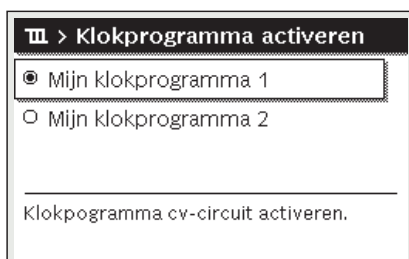 > Klokprogramma activeren
Mijn klokprogramma 1
Mijn klokprogramma 2
Klokpogramma cv-circuit activeren.